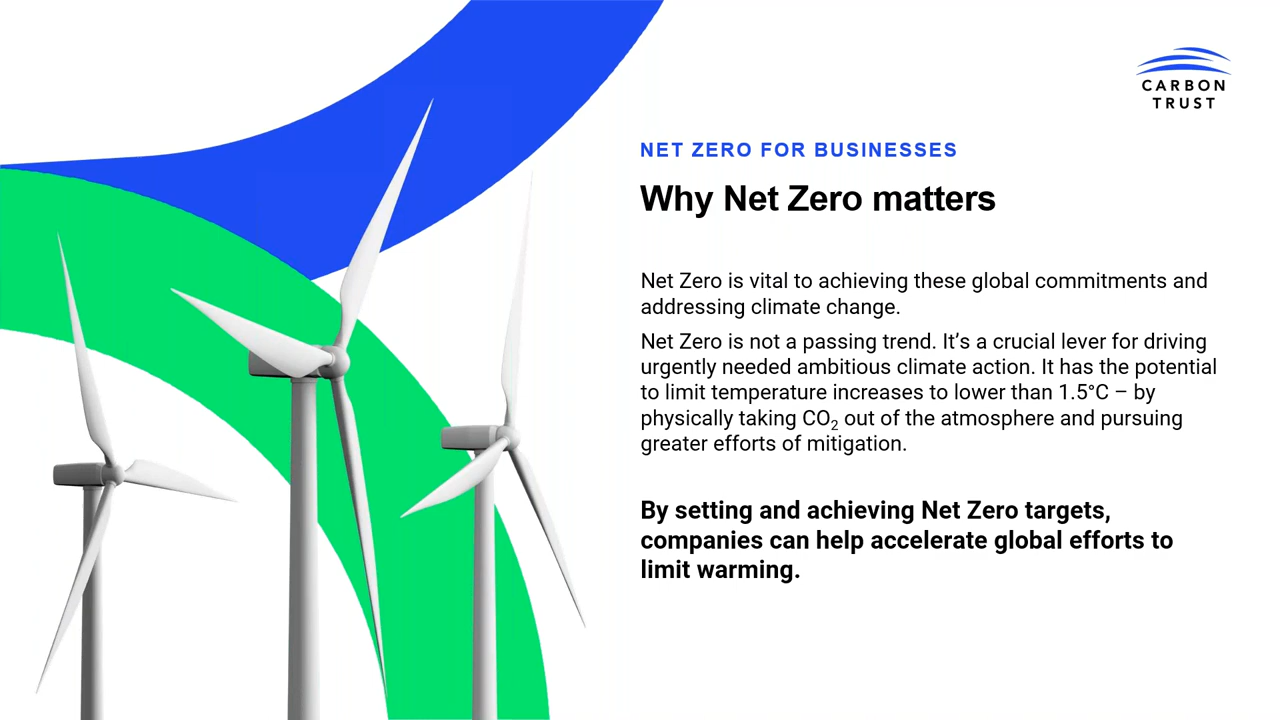 CARBON
TRUST
NET ZERO FOR BUSINESSES
Why Net Zero matters
Net Zero is vital to achieving these global commitments and
addressing climate change.
Net Zero is not a passing trend. It’s a crucial lever for driving
urgently needed ambitious climate action. It has the potential
to limit temperature increases to lower than 1.5°C – by
physically taking CO₂ out of the atmosphere and pursuing
greater efforts of mitigation.
By setting and achieving Net Zero targets,
companies can help accelerate global efforts to
limit warming.